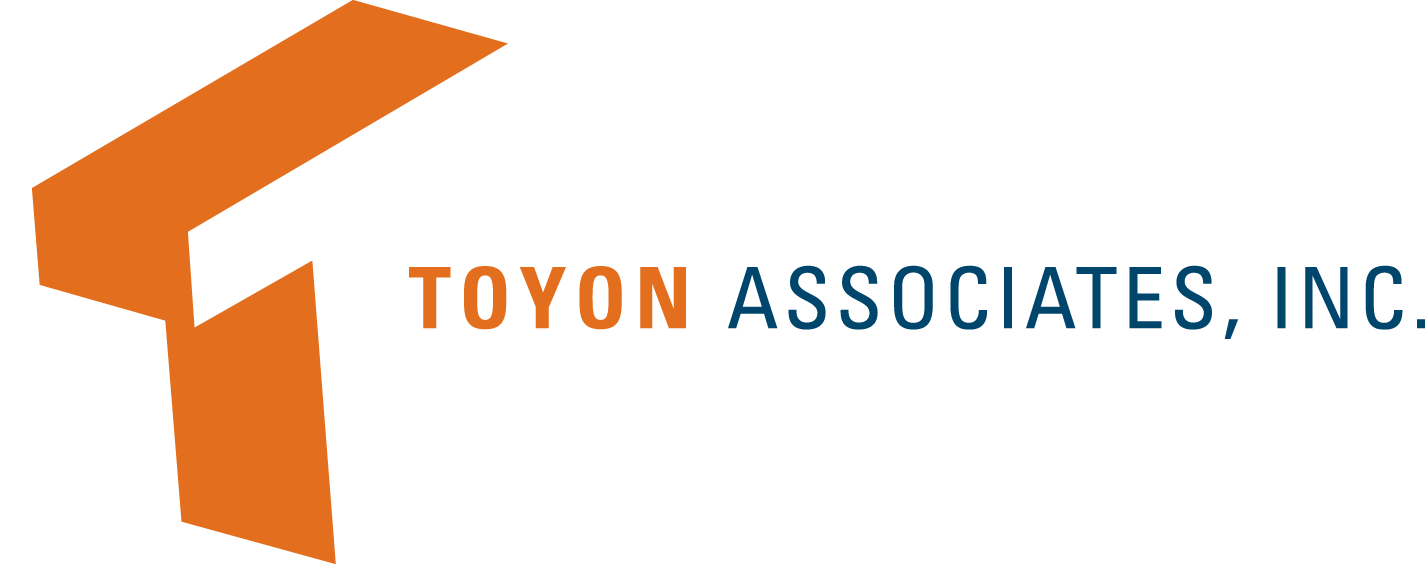 TOYON ASSOCIATES, INC.